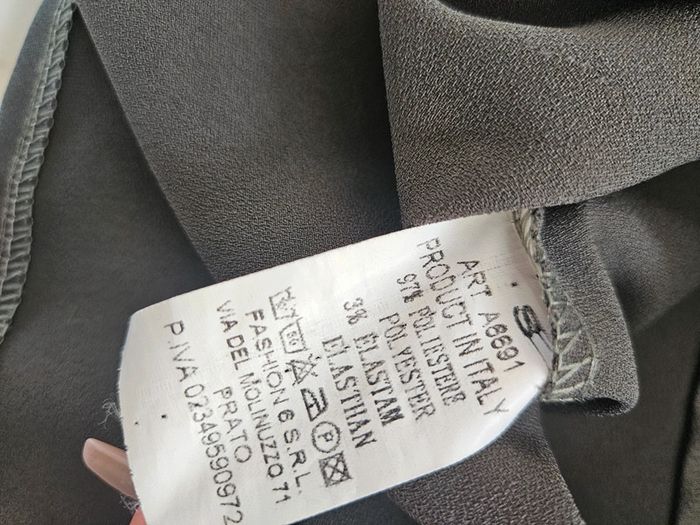 ART A6691
PRODUCT IN ITALY
97% POLIESTERE
POLYESTER
3% ELASTAM
ELASTHAN
FASHION 6 S.R.L.
VIA DEL MOLINUZZO 71
PRATO
P.IVA 02349590972